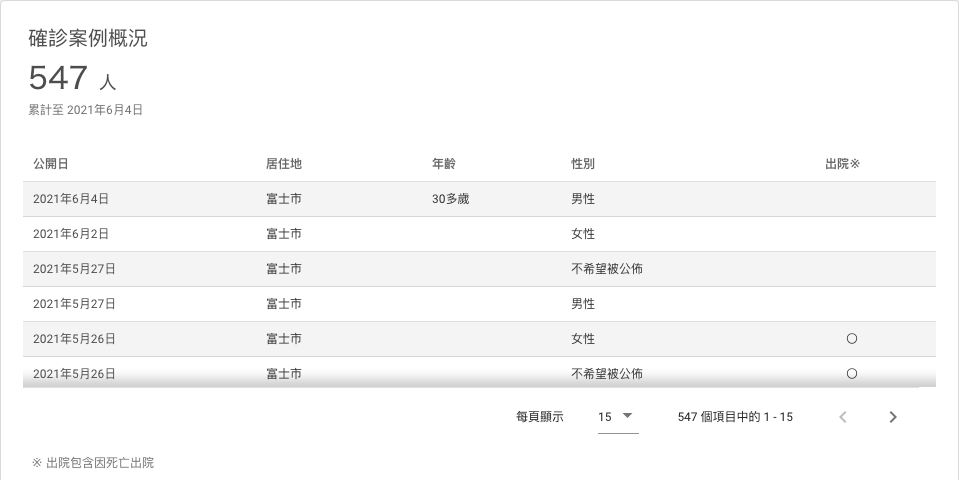 確診案例概況
547 人
累計至 2021年6月4日
公開日 居住地 年齡 性別 出院※
2021年6月4日 富士市 30多歲 男性
2021年6月2日 富士市 女性
2021年5月27日 富士市 不希望被公佈
2021年5月27日 富士市 男性
2021年5月26日 富士市 女性 〇
2021年5月26日 富士市 不希望被公佈 〇
每頁顯示 15 547 個項目中的 1 - 15
※ 出院包含因死亡出院